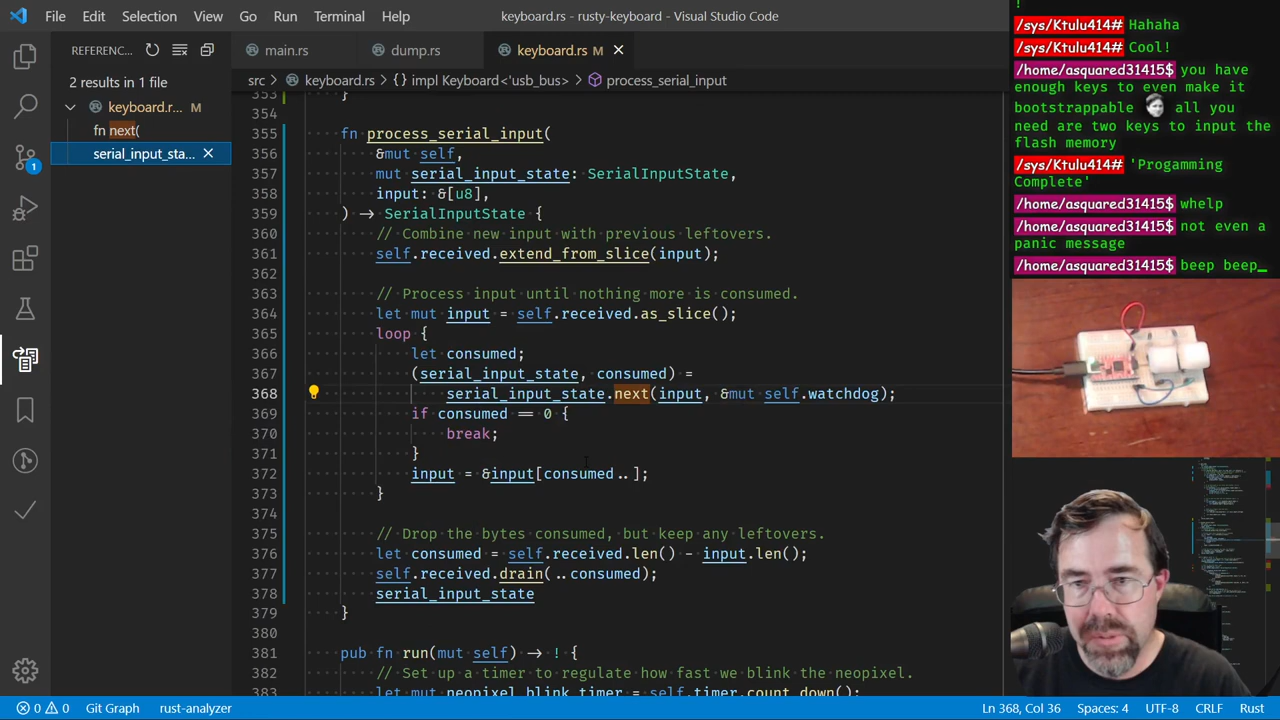 File Edit Selection View Go Run Terminal Help
keyboard.rs - rusty-keyboard - Visual Studio Code
REFERENC...
2 results in 1 file
keyboard.r... M
fn next(
serial_input_sta...
1
main.rs
dump.rs
keyboard.rs M
src > keyboard.rs > {} impl Keyboard<'usb_bus> > process_serial_input
353 }
354
355 fn process_serial_input(
356 &mut self,
357 mut serial_input_state: SerialInputState,
358 input: &[u8],
359 ) -> SerialInputState {
360 // Combine new input with previous leftovers.
361 self.received.extend_from_slice(input);
362
363 // Process input until nothing more is consumed.
364 let mut input = self.received.as_slice();
365 loop {
366 let consumed;
367 (serial_input_state, consumed) =
368 serial_input_state.next(input, &mut self.watchdog);
369 if consumed == 0 {
370 break;
371 }
372 input = &input[consumed..];
373 }
374
375 // Drop the bytes consumed, but keep any leftovers.
376 let consumed = self.received.len() - input.len();
377 self.received.drain(..consumed);
378 serial_input_state
379 }
380
381 pub fn run(mut self) -> ! {
382 // Set up a timer to regulate how fast we blink the neopixel.
383 let mut neopixel_blink_timer = self.timer.count_down();
!
/sys/Ktulu414# Hahaha
/sys/Ktulu414# Cool!
/home/asquared31415$ you have
enough keys to even make it
bootstrappable all you
need are two keys to input the
flash memory
/sys/Ktulu414# 'Progamming
Complete'
/home/asquared31415$ whelp
/home/asquared31415$ not even a
panic message
/home/asquared31415$ beep beep_
0 0 Git Graph rust-analyzer
Ln 368, Col 36 Spaces: 4 UTF-8 CRLF Rust